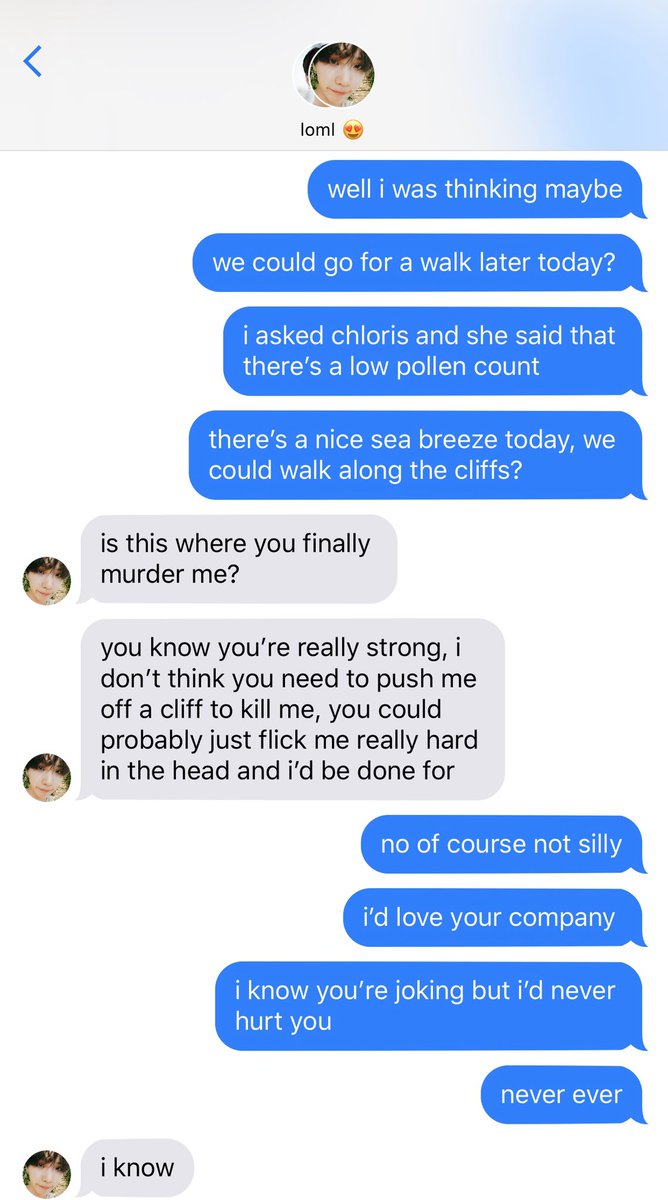 loml 😍
well i was thinking maybe
we could go for a walk later today?
i asked chloris and she said that
there’s a low pollen count
there’s a nice sea breeze today, we
could walk along the cliffs?
is this where you finally
murder me?
you know you’re really strong, i
don’t think you need to push me
off a cliff to kill me, you could
probably just flick me really hard
in the head and i’d be done for
no of course not silly
i’d love your company
i know you’re joking but i’d never
hurt you
never ever
i know